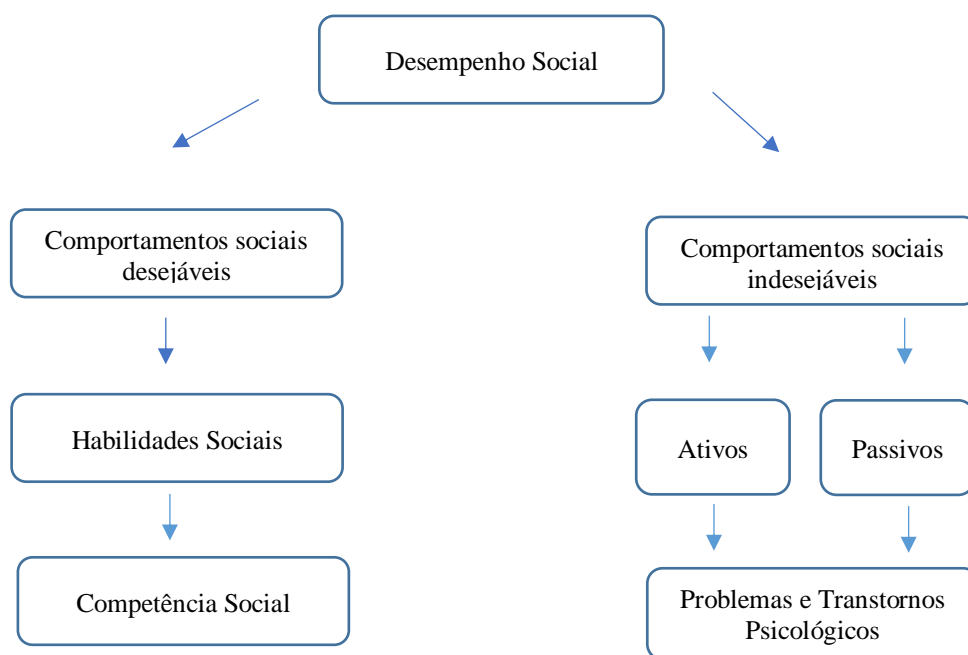 Desempenho Social
Comportamentos sociais
desejáveis
Comportamentos sociais
indesejáveis
Habilidades Sociais
Ativos
Passivos
Competência Social
Problemas e Transtornos
Psicológicos